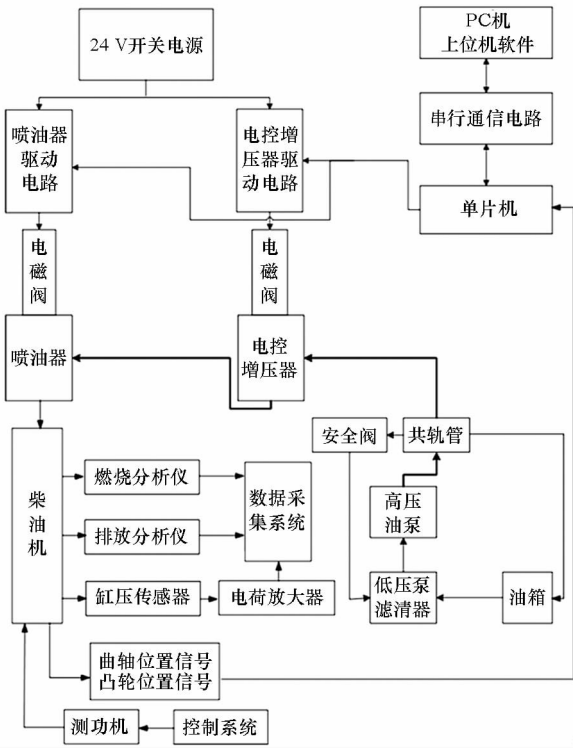 24 V开关电源
PC机
上位机软件
串行通信电路
单片机
喷油器
驱动
电路
电控增
压器驱
动电路
电
磁
阀
电
磁
阀
喷油器
电控
增压器
安全阀
共轨管
高压
油泵
低压泵
滤清器
油箱
柴
油
机
燃烧分析仪
排放分析仪
缸压传感器
数据采
集系统
电荷放大器
曲轴位置信号
凸轮位置信号
测功机
控制系统